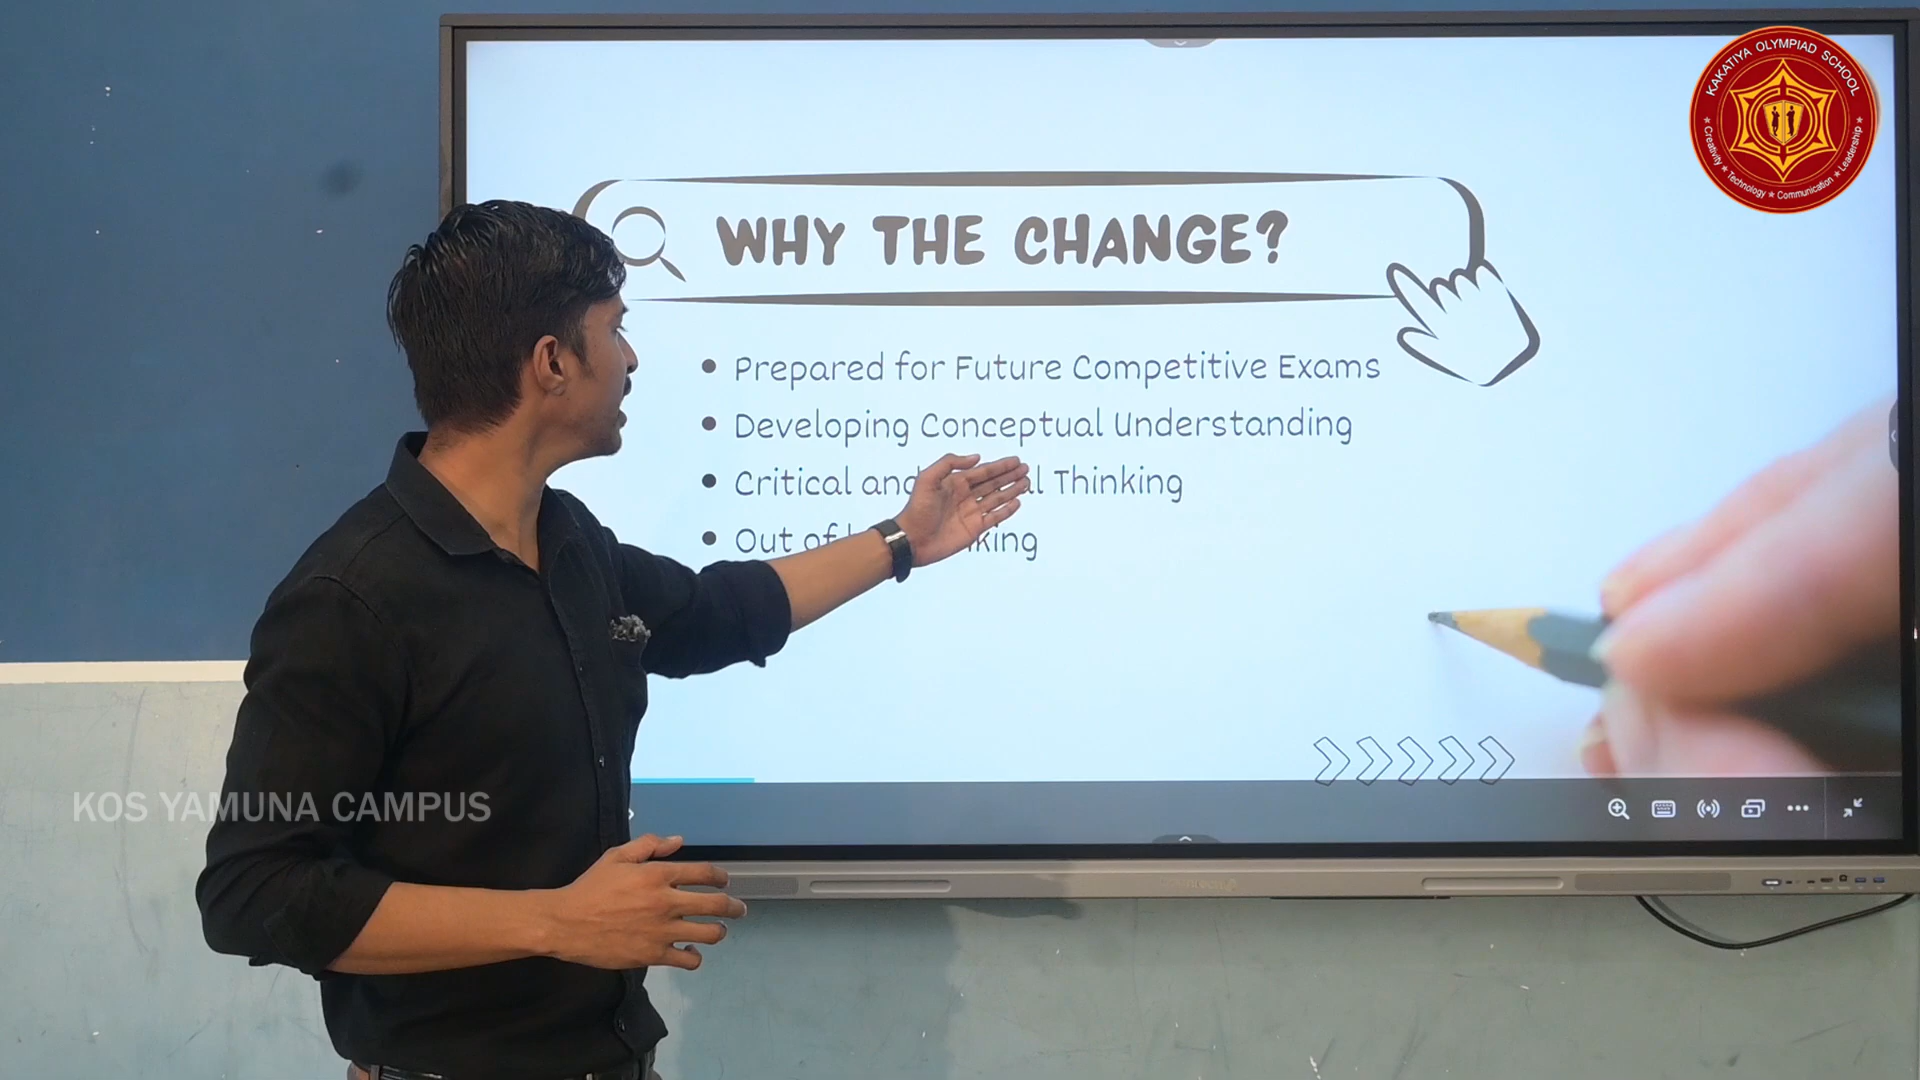 KAKATIYA OLYMPIAD SCHOOL
★ Creativity ★ Technology ★ Communication ★ Leadership ★
WHY THE CHANGE?
• Prepared for Future Competitive Exams
• Developing Conceptual Understanding
• Critical and Thinking
• Out of
KOS YAMUNA CAMPUS